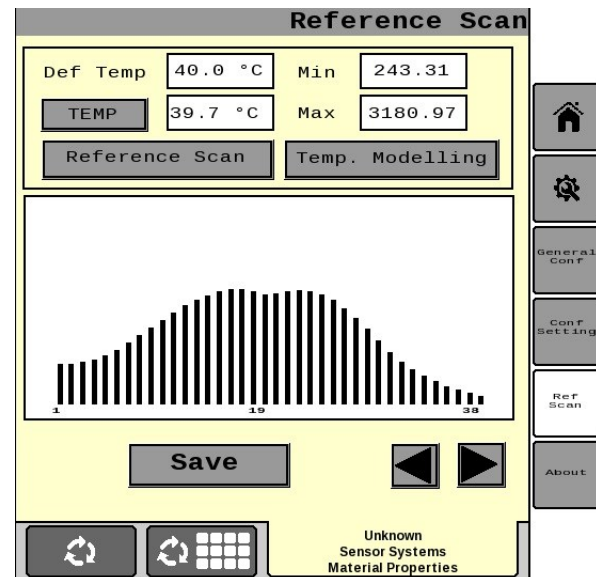 Reference Scan
Def Temp 40.0 °C Min 243.31
TEMP 39.7 °C Max 3180.97
Reference Scan Temp. Modelling
1 19 38
Save
General
Conf
Conf
Setting
Ref
Scan
About
Unknown
Sensor Systems
Material Properties